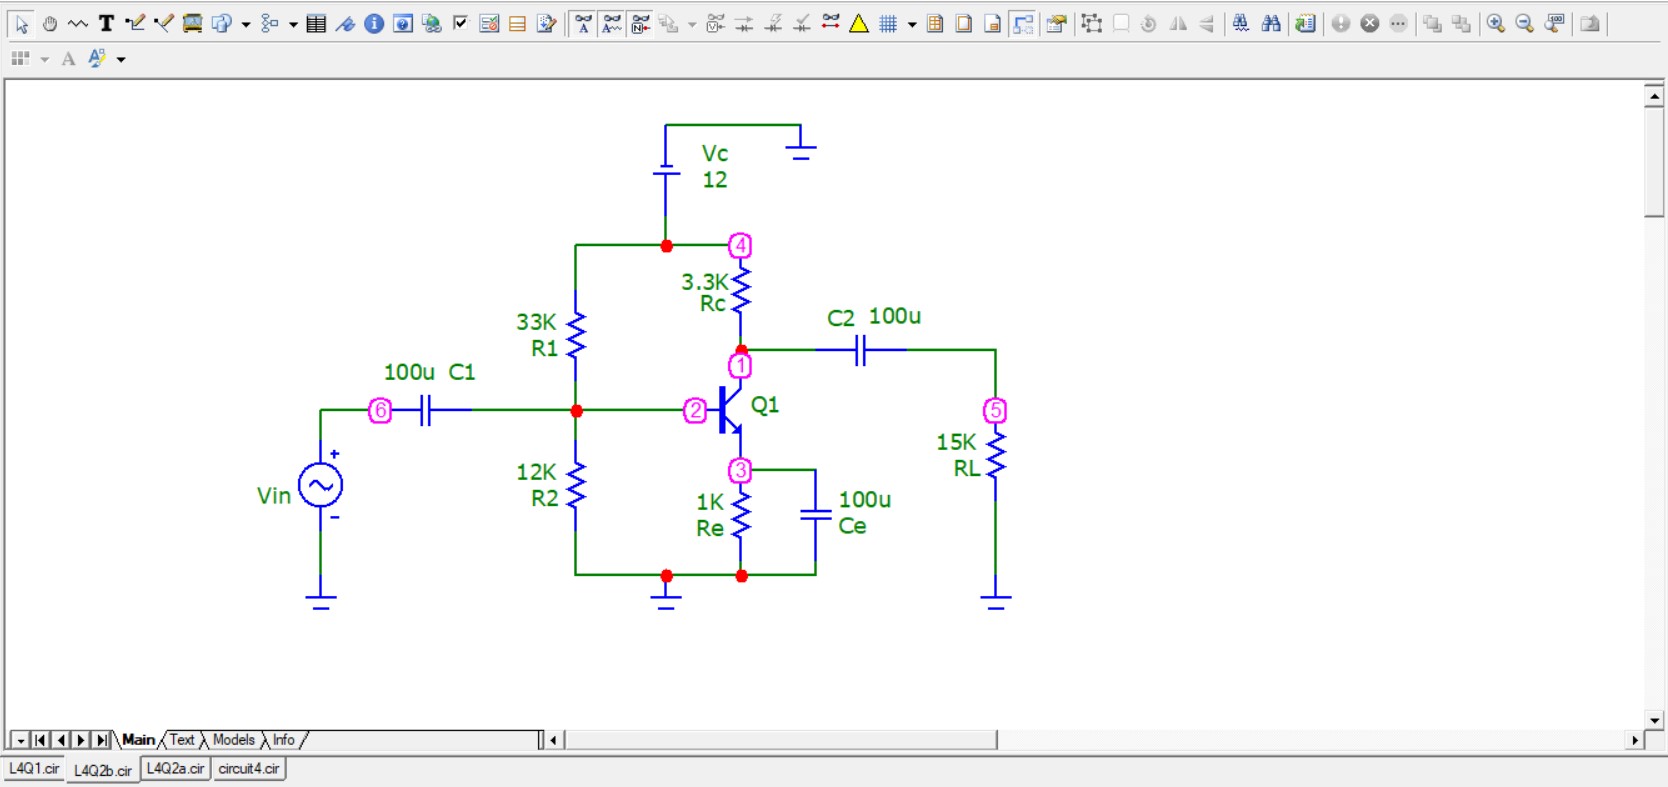 Vc
12
4
3.3K
Rc
33K
R1
C2 100u
1
100u C1
6
2
Q1
5
15K
RL
3
12K
R2
Vin
+
-
1K
Re
100u
Ce
Main Text Models Info
L4Q1.cir L4Q2b.cir L4Q2a.cir circuit4.cir